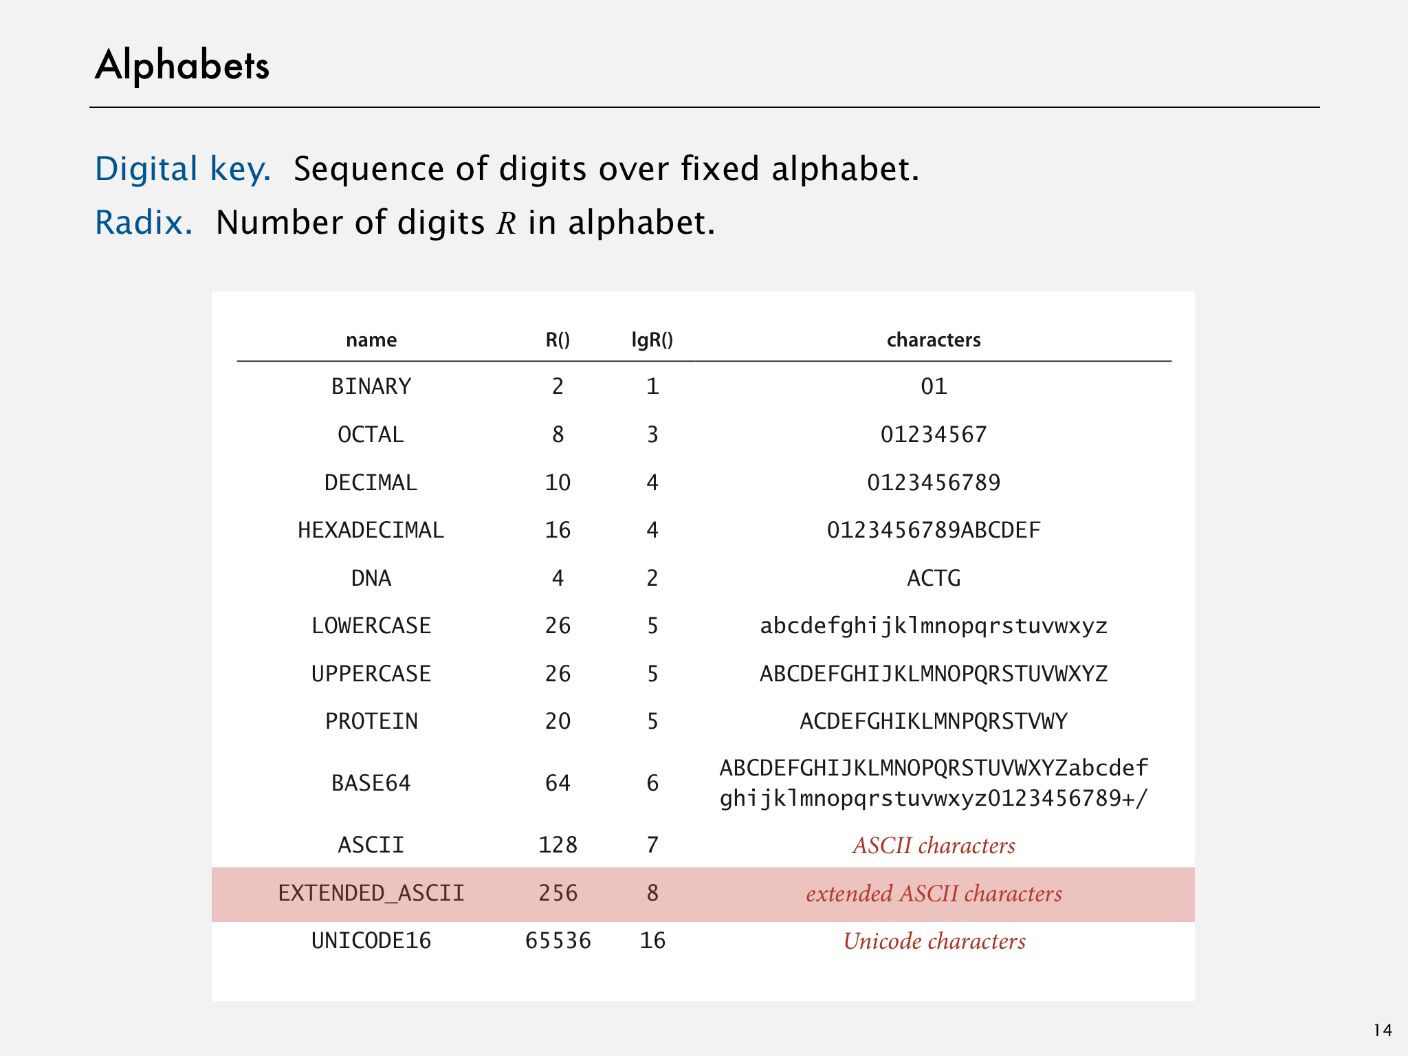 Alphabets
Digital key. Sequence of digits over fixed alphabet.
Radix. Number of digits R in alphabet.
name R() lgR() characters
BINARY 2 1 01
OCTAL 8 3 01234567
DECIMAL 10 4 0123456789
HEXADECIMAL 16 4 0123456789ABCDEF
DNA 4 2 ACTG
LOWERCASE 26 5 abcdefghijklmnopqrstuvwxyz
UPPERCASE 26 5 ABCDEFGHIJKLMNOPQRSTUVWXYZ
PROTEIN 20 5 ACDEFGHIKLMNPQRSTVWY
BASE64 64 6 ABCDEFGHIJKLMNOPQRSTUVWXYZabcdef
ghijklmnopqrstuvwxyz0123456789+/
ASCII 128 7 ASCII characters
EXTENDED_ASCII 256 8 extended ASCII characters
UNICODE16 65536 16 Unicode characters
14